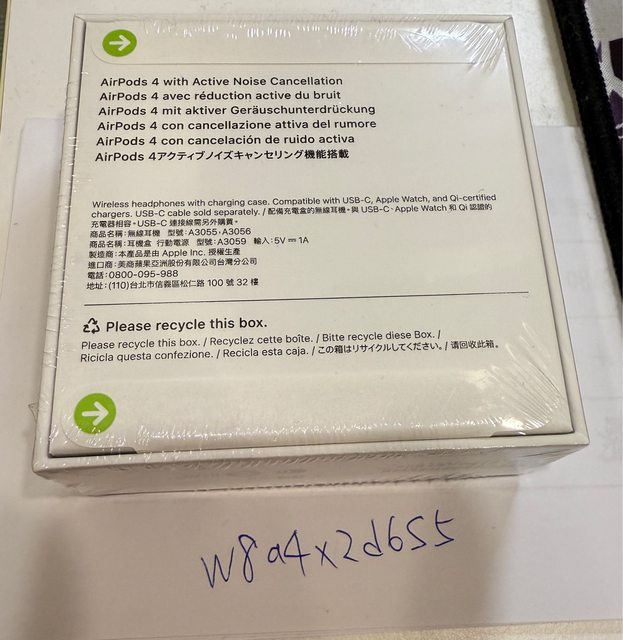 AirPods 4 with Active Noise Cancellation
AirPods 4 avec réduction active du bruit
AirPods 4 mit aktiver Geräuschunterdrückung
AirPods 4 con cancellazione attiva del rumore
AirPods 4 con cancelación de ruido activa
AirPods 4アクティブノイズキャンセリング機能搭載
Wireless headphones with charging case. Compatible with USB-C, Apple Watch, and Qi-certified
chargers. USB-C cable sold separately. / 配備充電盒的無線耳機。與 USB-C、Apple Watch 和 Qi 認證的
充電器相容。USB-C 連接線需另外購買。
商品名稱：無線耳機 型號：A3055、A3056
商品名稱：耳機盒 行動電源 型號：A3059 輸入：5V⎓1A
製造商：本產品是由 Apple Inc. 授權生產
進口商：美商蘋果亞洲股份有限公司台灣分公司
電話：0800-095-988
地址：(110)台北市信義區松仁路 100 號 32 樓
Please recycle this box.
Please recycle this box. / Recyclez cette boîte. / Bitte recycle diese Box. /
Ricicla questa confezione. / Recicla esta caja. / この箱はリサイクルしてください。/ 请回收此箱。
w8a4x2d6s5